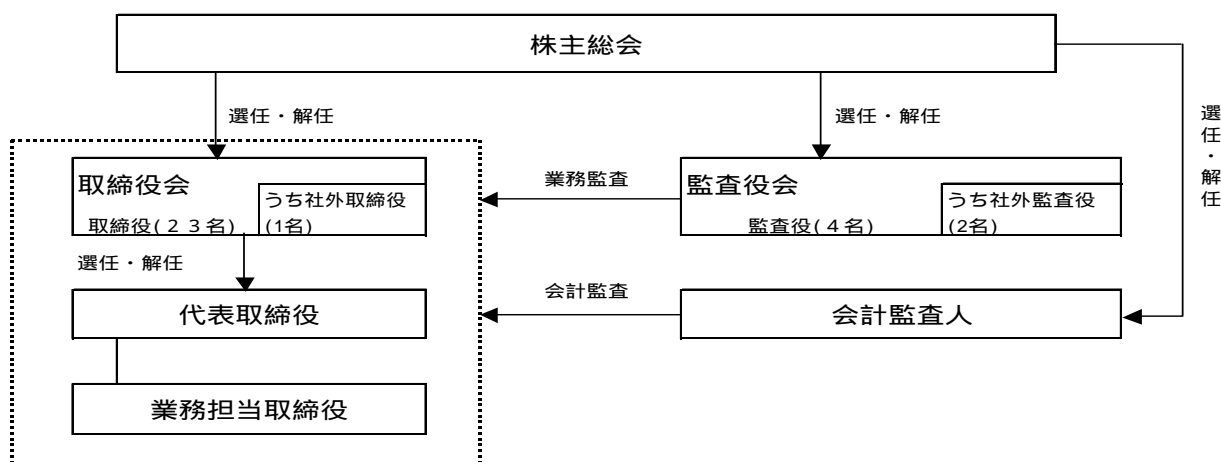 株主総会
選任・解任
選任・解任
選任・解任
取締役会
うち社外取締役
(1名)
取締役(23名)
業務監査
監査役会
うち社外監査役
(2名)
監査役(4名)
選任・解任
代表取締役
会計監査
会計監査人
業務担当取締役